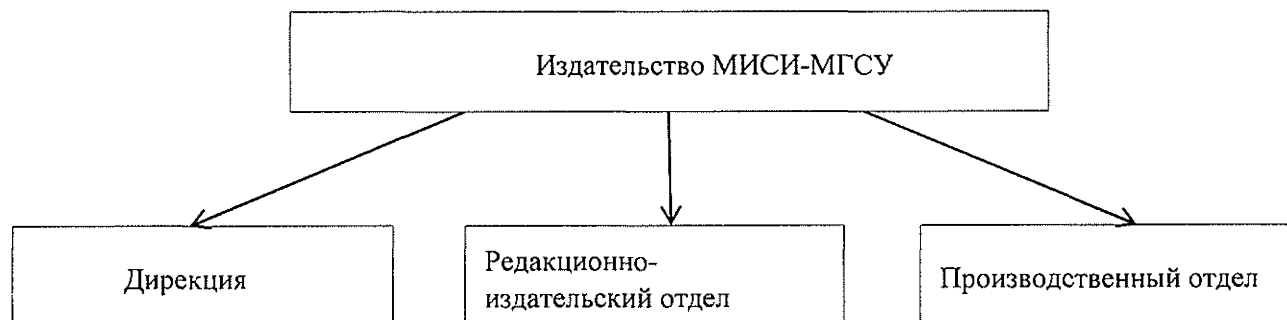 Издательство МИСИ-МГСУ
Дирекция
Редакционно-
издательский отдел
Производственный отдел